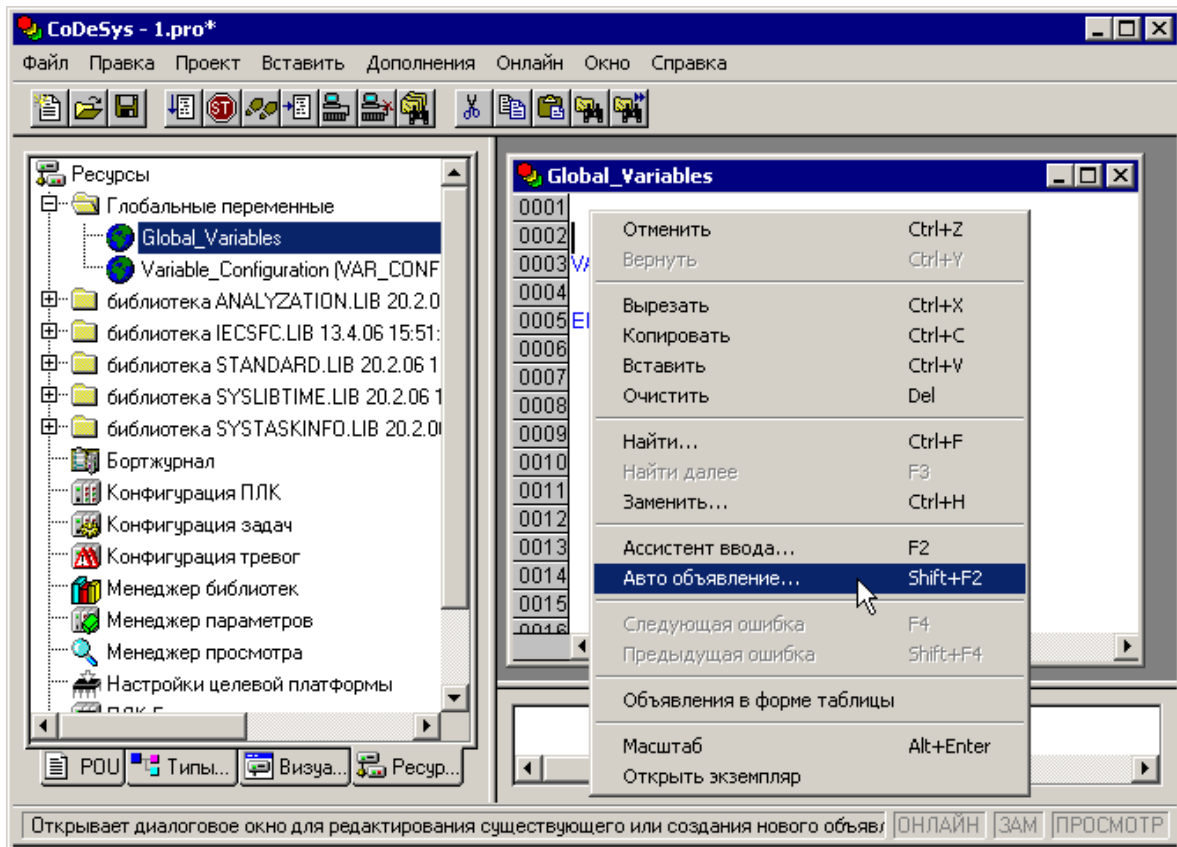 CoDeSys - 1.pro*
Файл Правка Проект Вставить Дополнения Онлайн Окно Справка
Ресурсы
Глобальные переменные
Global_Variables
Variable_Configuration (VAR_CONF
библиотека ANALYZATION.LIB 20.2.0
библиотека IECSFC.LIB 13.4.06 15:51:
библиотека STANDARD.LIB 20.2.06 1
библиотека SYSLIBTIME.LIB 20.2.06 1
библиотека SYSTASKINFO.LIB 20.2.0
Бортжурнал
Конфигурация ПЛК
Конфигурация задач
Конфигурация тревог
Менеджер библиотек
Менеджер параметров
Менеджер просмотра
Настройки целевой платформы
POU Типы... Визуа... Ресур...
Global_Variables
0001
0002
0003 VA
0004
0005 E
0006
0007
0008
0009
0010
0011
0012
0013
0014
0015
0016
Отменить Ctrl+Z
Вернуть Ctrl+Y
Вырезать Ctrl+X
Копировать Ctrl+C
Вставить Ctrl+V
Очистить Del
Найти... Ctrl+F
Найти далее F3
Заменить... Ctrl+H
Ассистент ввода... F2
Авто объявление... Shift+F2
Следующая ошибка F4
Предыдущая ошибка Shift+F4
Объявления в форме таблицы
Масштаб Alt+Enter
Открыть экземпляр
Открывает диалоговое окно для редактирования существующего или создания нового объявл ОНЛАЙН ЗАМ ПРОСМОТР